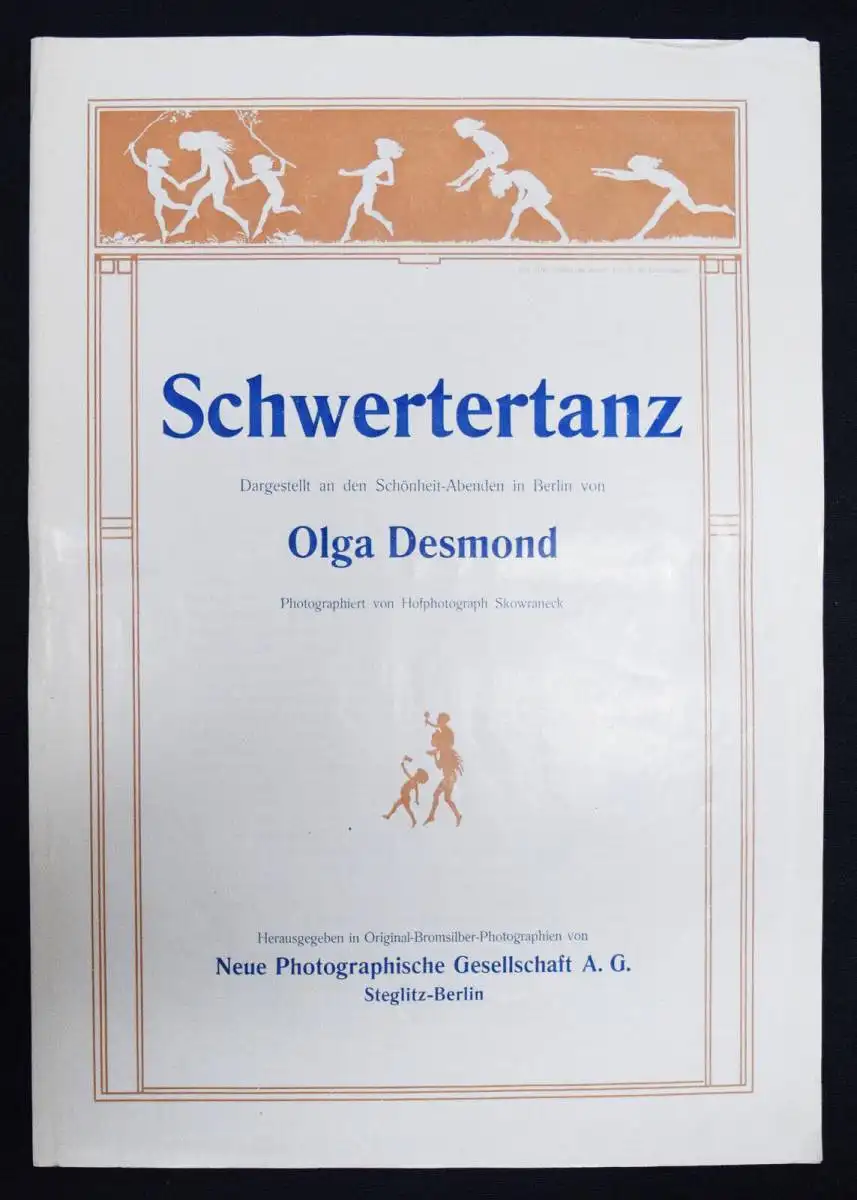 Schwertertanz
Dargestellt an den Schönheit-Abenden in Berlin von
Olga Desmond
Photographiert von Hofphotograph Skowraneck
Herausgegeben in Original-Bromsilber-Photographien von
Neue Photographische Gesellschaft A. G.
Steglitz-Berlin